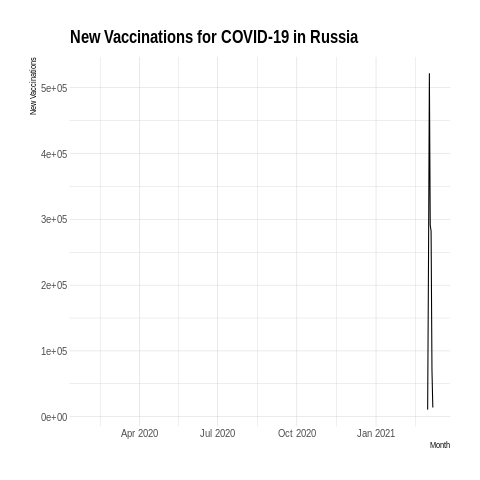 New Vaccinations for COVID-19 in Russia
New Vaccinations
5e+05
4e+05
3e+05
2e+05
1e+05
0e+00
Apr 2020 Jul 2020 Oct 2020 Jan 2021
Month